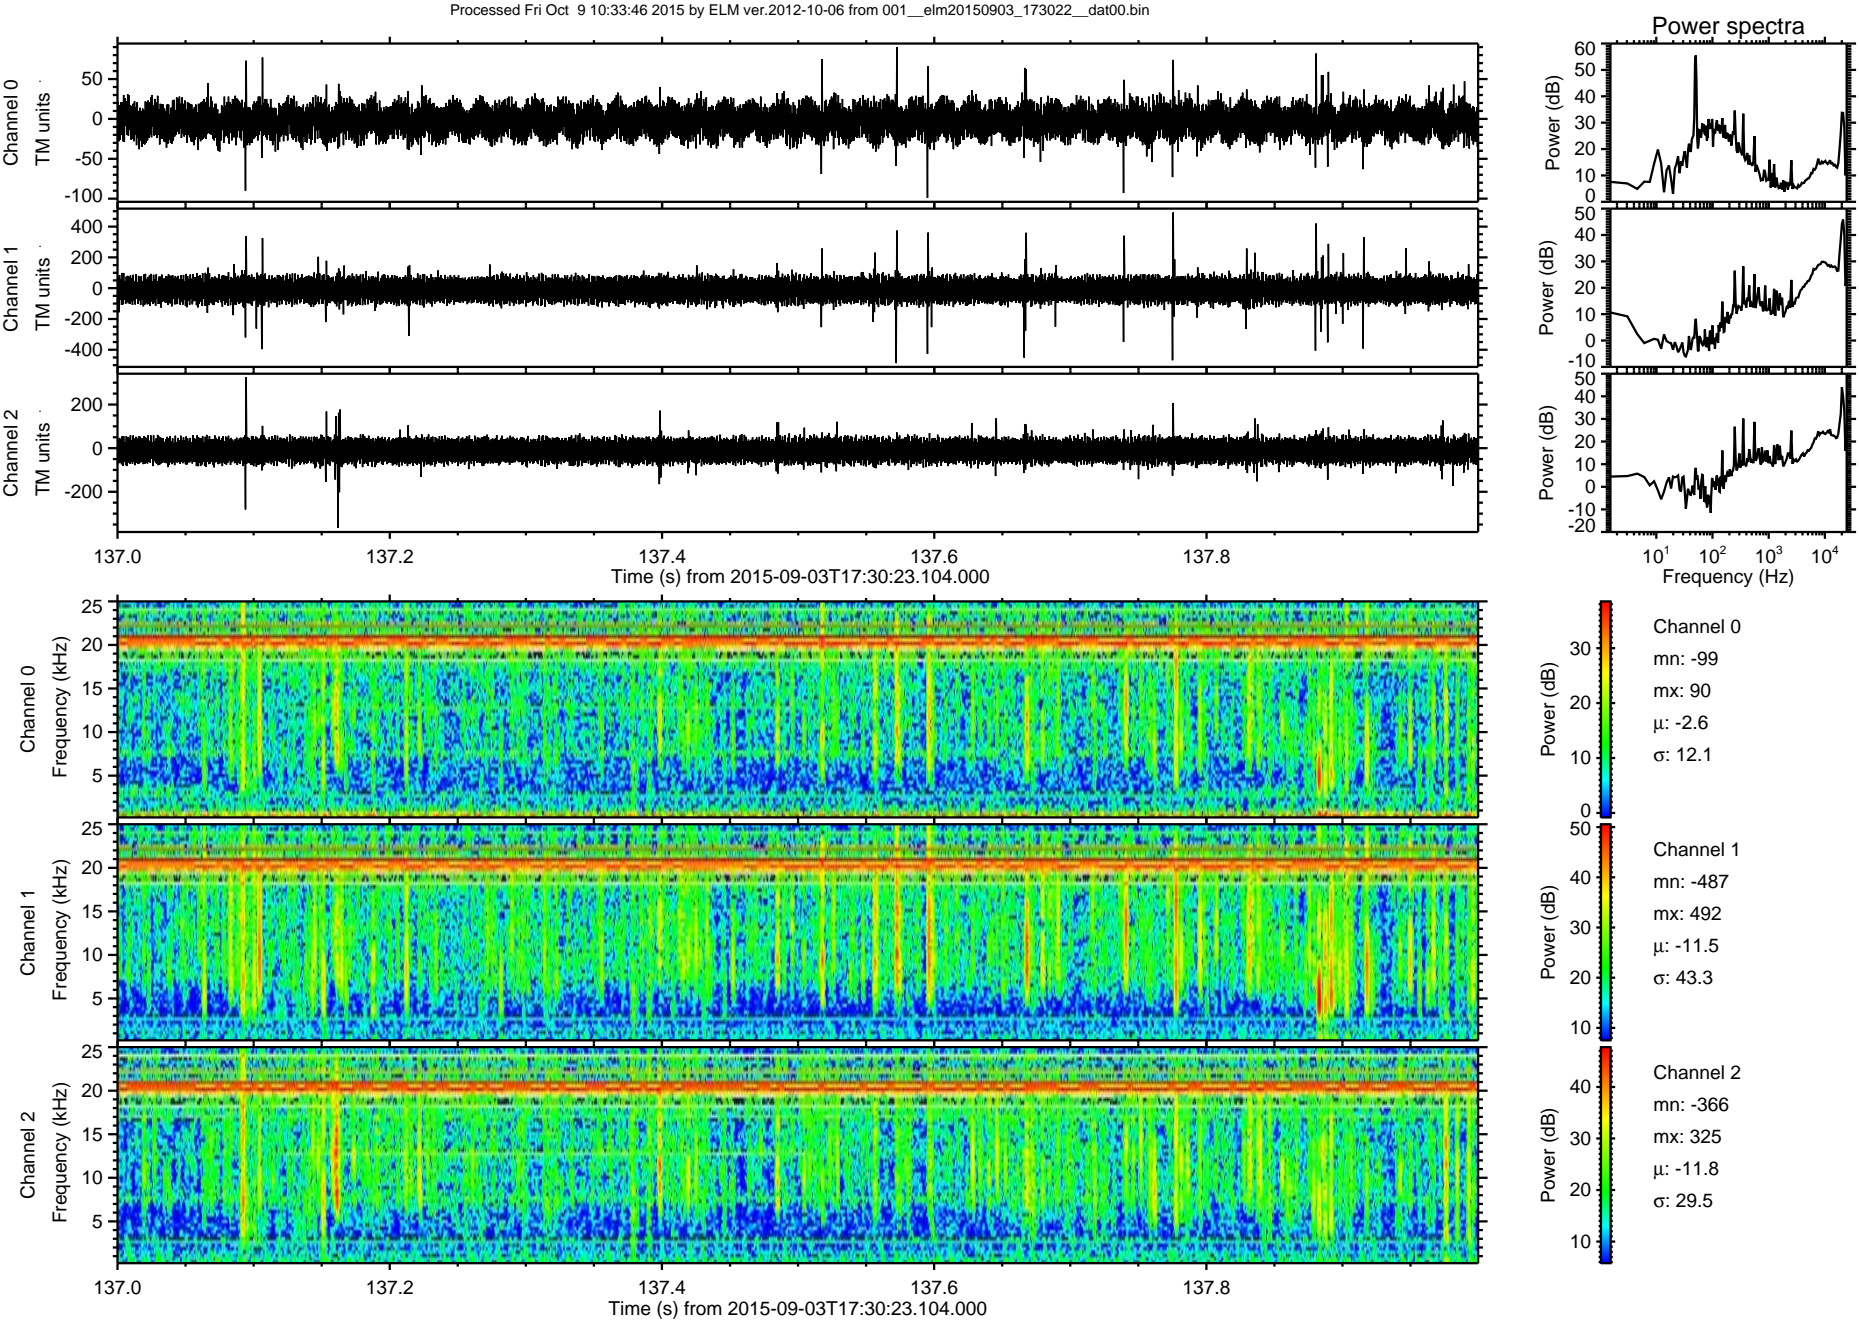 Processed Fri Oct 9 10:33:46 2015 by ELM ver.2012-10-06 from 001__elm20150903_173022__dat00.bin
Power spectra
Channel 0
TM units
50
0
-50
-100
Power (dB)
60
50
40
30
20
10
0
Channel 1
TM units
400
200
0
-200
-400
Power (dB)
50
40
30
20
10
0
-10
Channel 2
TM units
200
0
-200
Power (dB)
50
40
30
20
10
0
-10
-20
137.0 137.2 137.4 137.6 137.8
Time (s) from 2015-09-03T17:30:23.104.000
10^1 10^2 10^3 10^4
Frequency (Hz)
Channel 0
Frequency (kHz)
25
20
15
10
5
Power (dB)
30
20
10
0
Channel 0
mn: -99
mx: 90
μ: -2.6
σ: 12.1
Channel 1
Frequency (kHz)
25
20
15
10
5
Power (dB)
50
40
30
20
10
Channel 1
mn: -487
mx: 492
μ: -11.5
σ: 43.3
Channel 2
Frequency (kHz)
25
20
15
10
5
Power (dB)
40
30
20
10
Channel 2
mn: -366
mx: 325
μ: -11.8
σ: 29.5
137.0 137.2 137.4 137.6 137.8
Time (s) from 2015-09-03T17:30:23.104.000